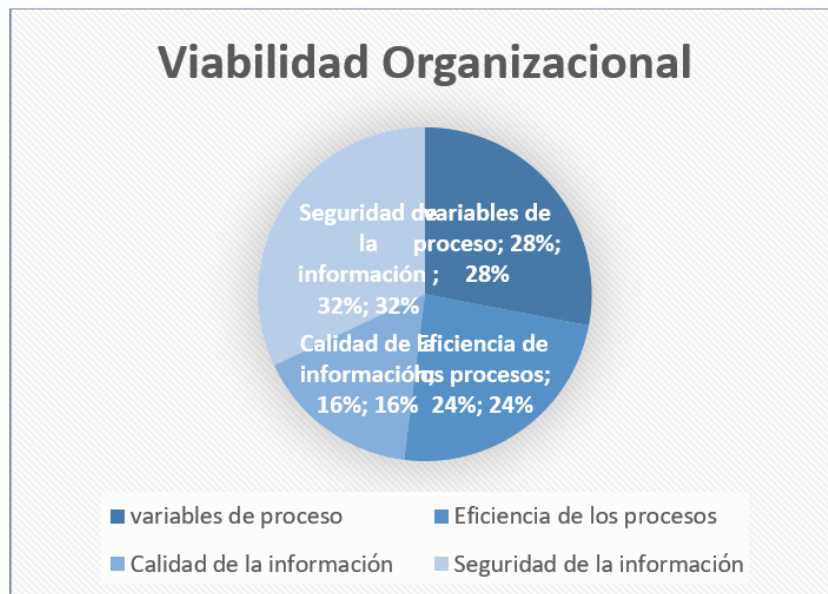 Viabilidad Organizacional
Seguridad de
la
información ;
32%; 32%
variables de
proceso; 28%;
28%
Calidad de la
información;
16%; 16%
Eficiencia de
los procesos;
24%; 24%
variables de proceso
Eficiencia de los procesos
Calidad de la información
Seguridad de la información